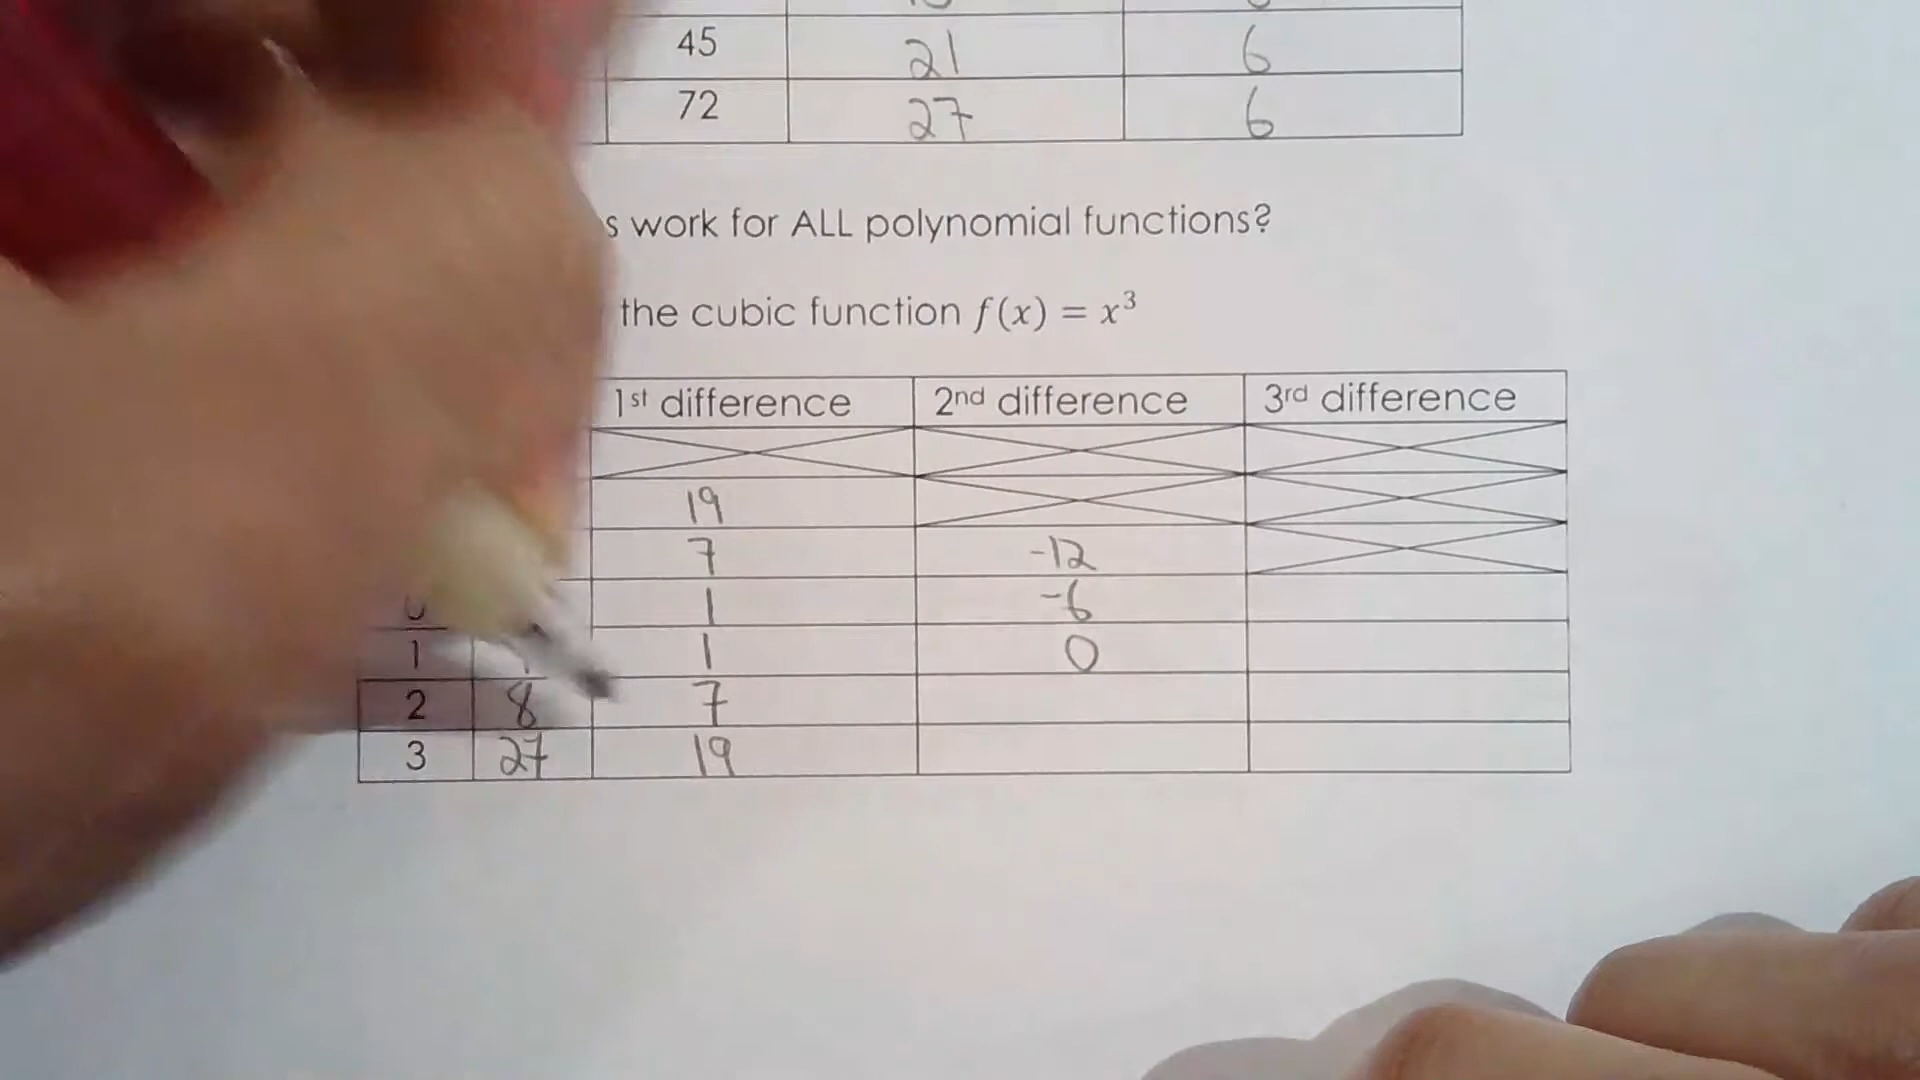 45 21 6
72 27 6
s work for ALL polynomial functions?
the cubic function f(x) = x³
1st difference 2nd difference 3rd difference
19
7 -12
1 -6
1 1 0
2 8 7
3 27 19